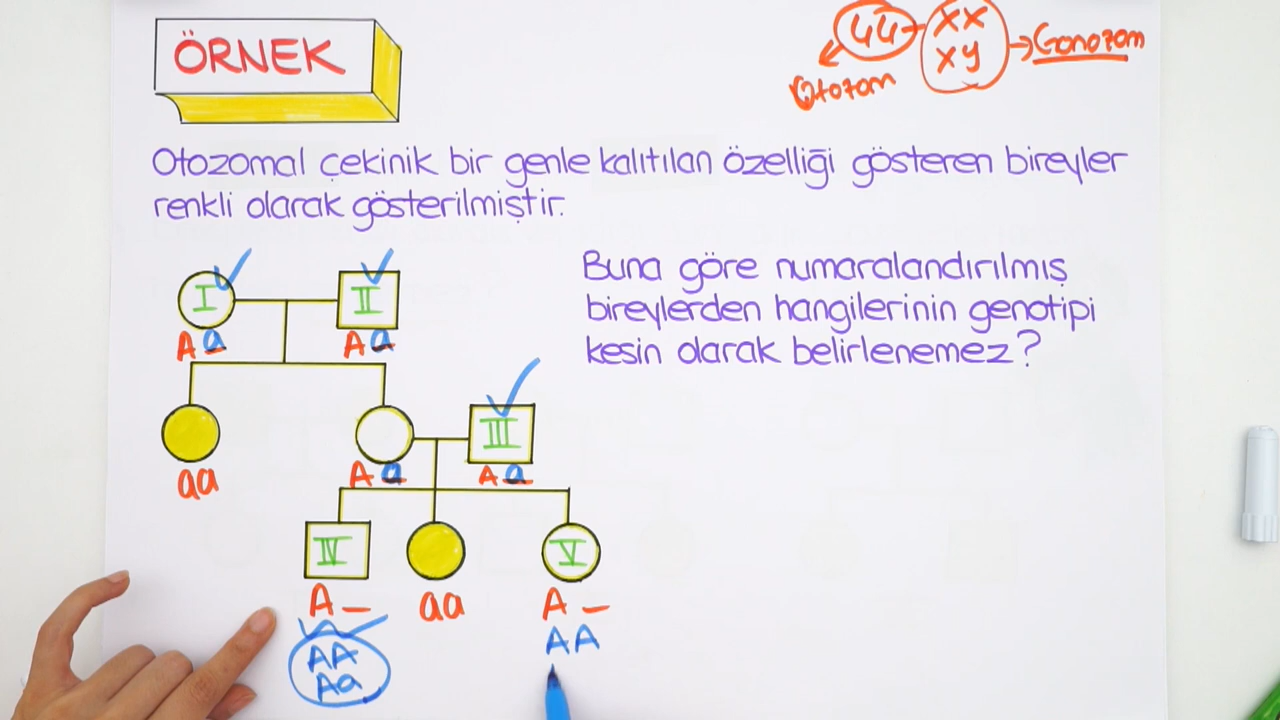 ÖRNEK
44 + XX
XY
Otozom
Gonozom
Otozomal çekinik bir genle kalıtılan özelliği gösteren bireyler
renkli olarak gösterilmiştir.
Buna göre numaralandırılmış
bireylerden hangilerinin genotipi
kesin olarak belirlenemez?
I II
Aa Aa
III
aa Aa Aa
IV V
A_ aa A_
AA AA
Aa